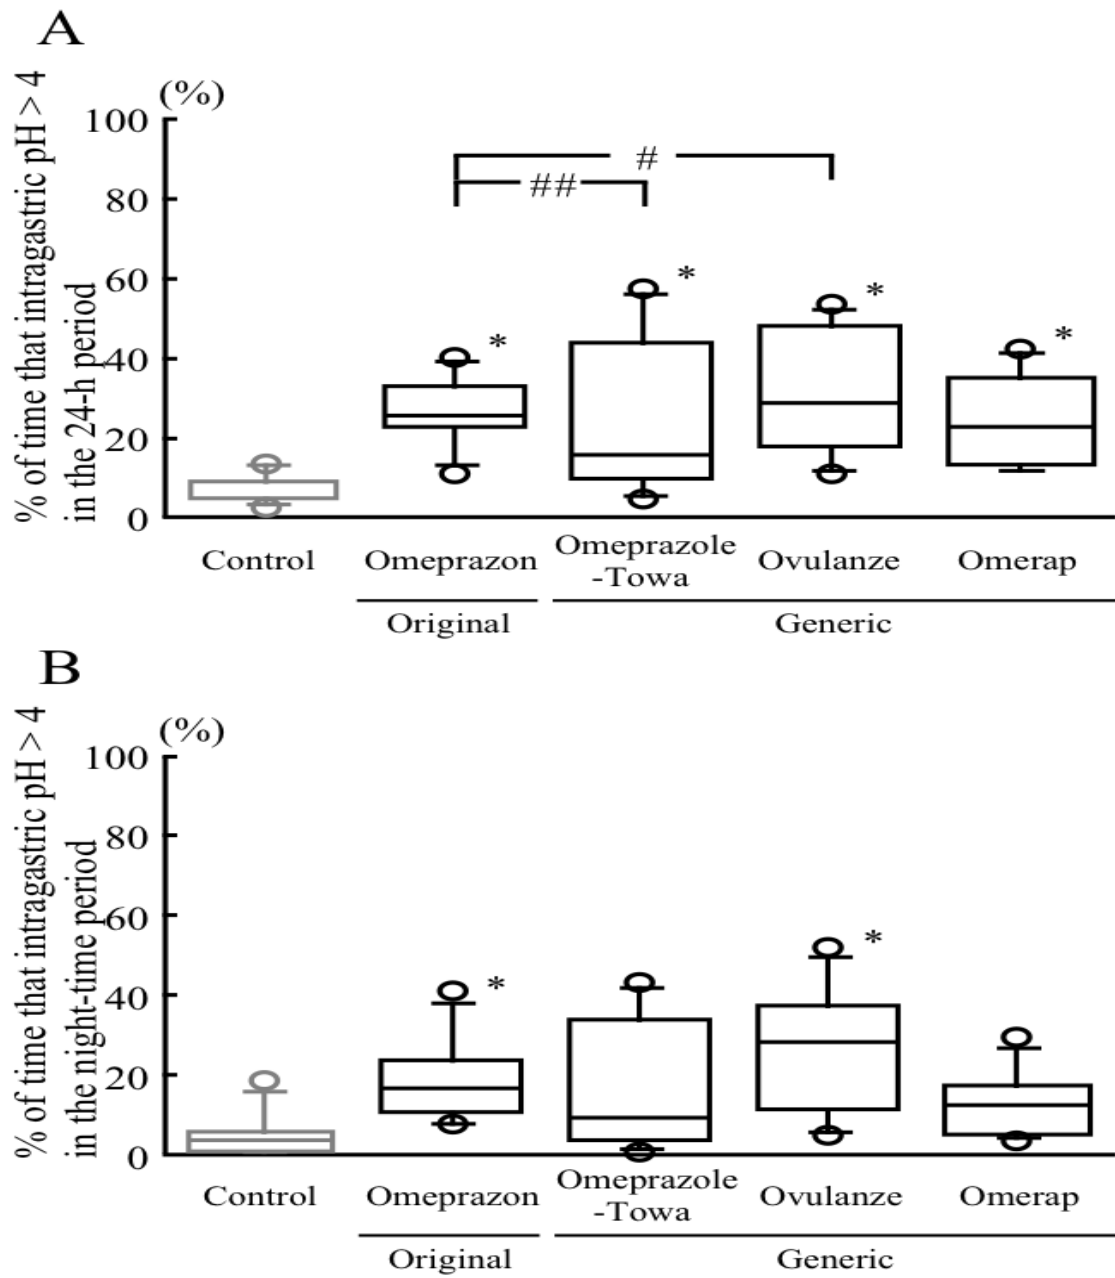 A
% of time that intragastric pH > 4
in the 24-h period
(%)
100
80
60
40
20
0
#
##
*
*
*
*
Control
Omeprazon
Omeprazole
-Towa
Ovulanze
Omerap
Original
Generic
B
% of time that intragastric pH > 4
in the night-time period
(%)
100
80
60
40
20
0
*
*
Control
Omeprazon
Omeprazole
-Towa
Ovulanze
Omerap
Original
Generic